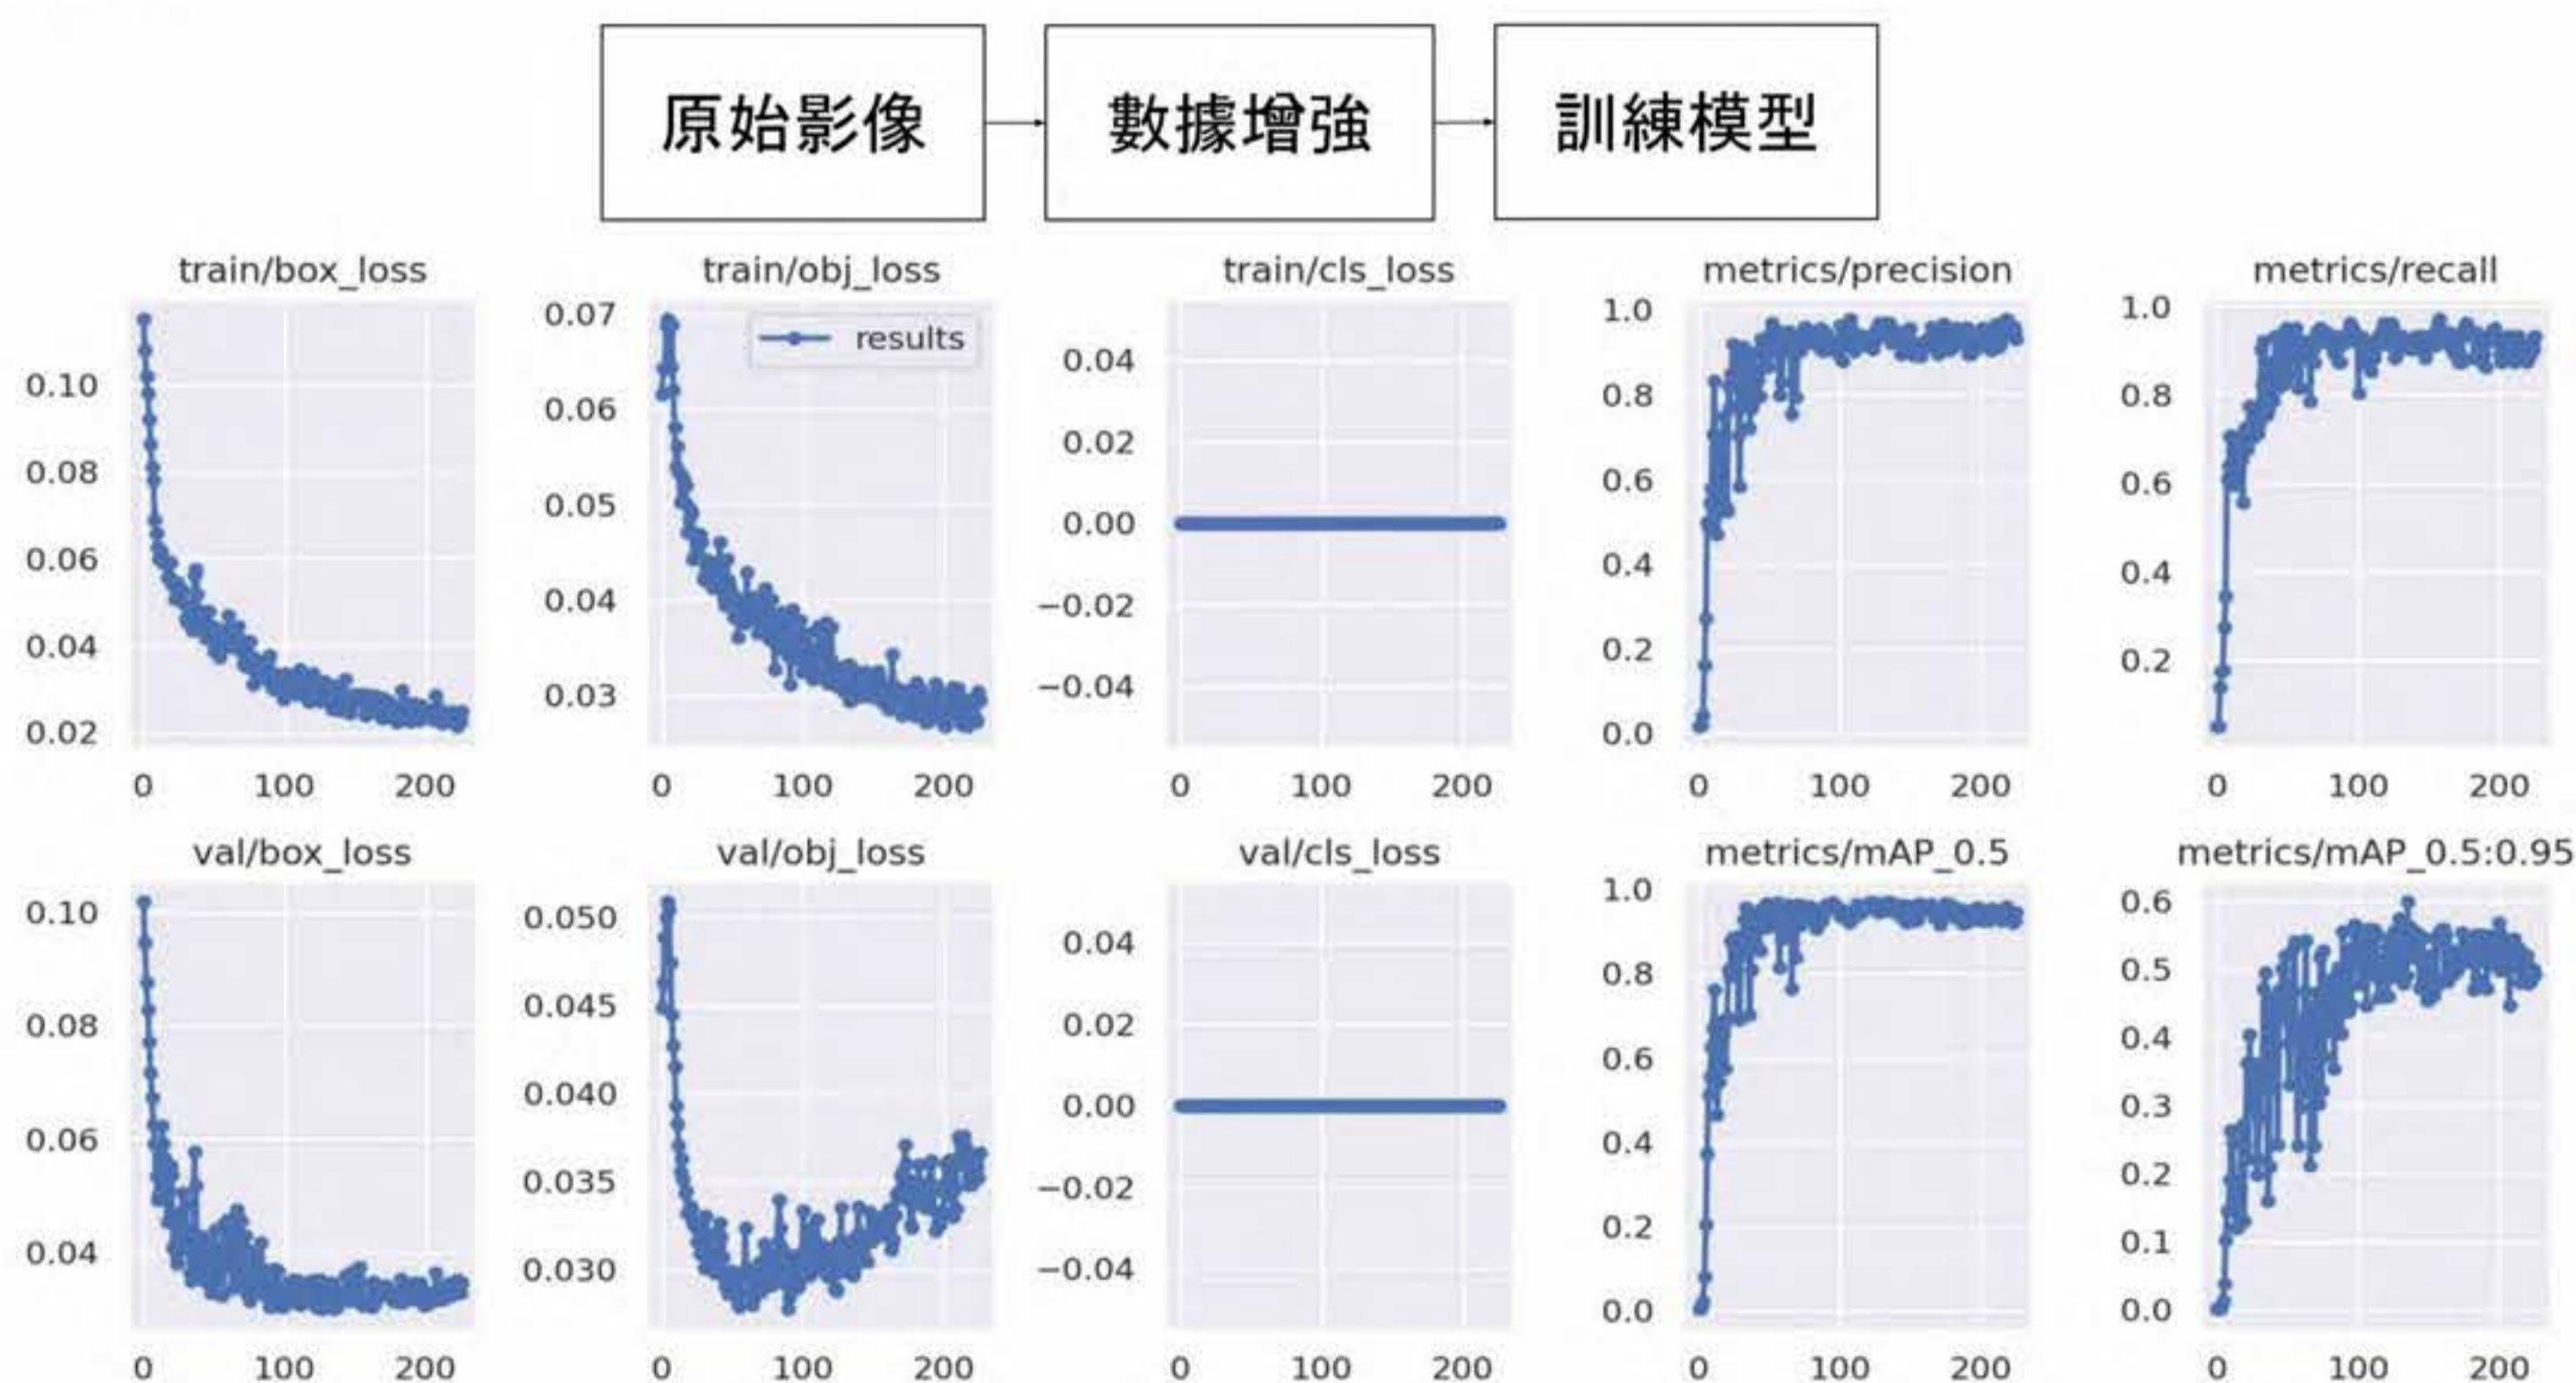 原始影像
數據增強
訓練模型
train/box_loss
0.10
0.08
0.06
0.04
0.02
0 100 200
train/obj_loss
results
0.07
0.06
0.05
0.04
0.03
0 100 200
train/cls_loss
0.04
0.02
0.00
−0.02
−0.04
0 100 200
metrics/precision
1.0
0.8
0.6
0.4
0.2
0.0
0 100 200
metrics/recall
1.0
0.8
0.6
0.4
0.2
0 100 200
val/box_loss
0.10
0.08
0.06
0.04
0 100 200
val/obj_loss
0.050
0.045
0.040
0.035
0.030
0 100 200
val/cls_loss
0.04
0.02
0.00
−0.02
−0.04
0 100 200
metrics/mAP_0.5
1.0
0.8
0.6
0.4
0.2
0.0
0 100 200
metrics/mAP_0.5:0.95
0.6
0.5
0.4
0.3
0.2
0.1
0.0
0 100 200